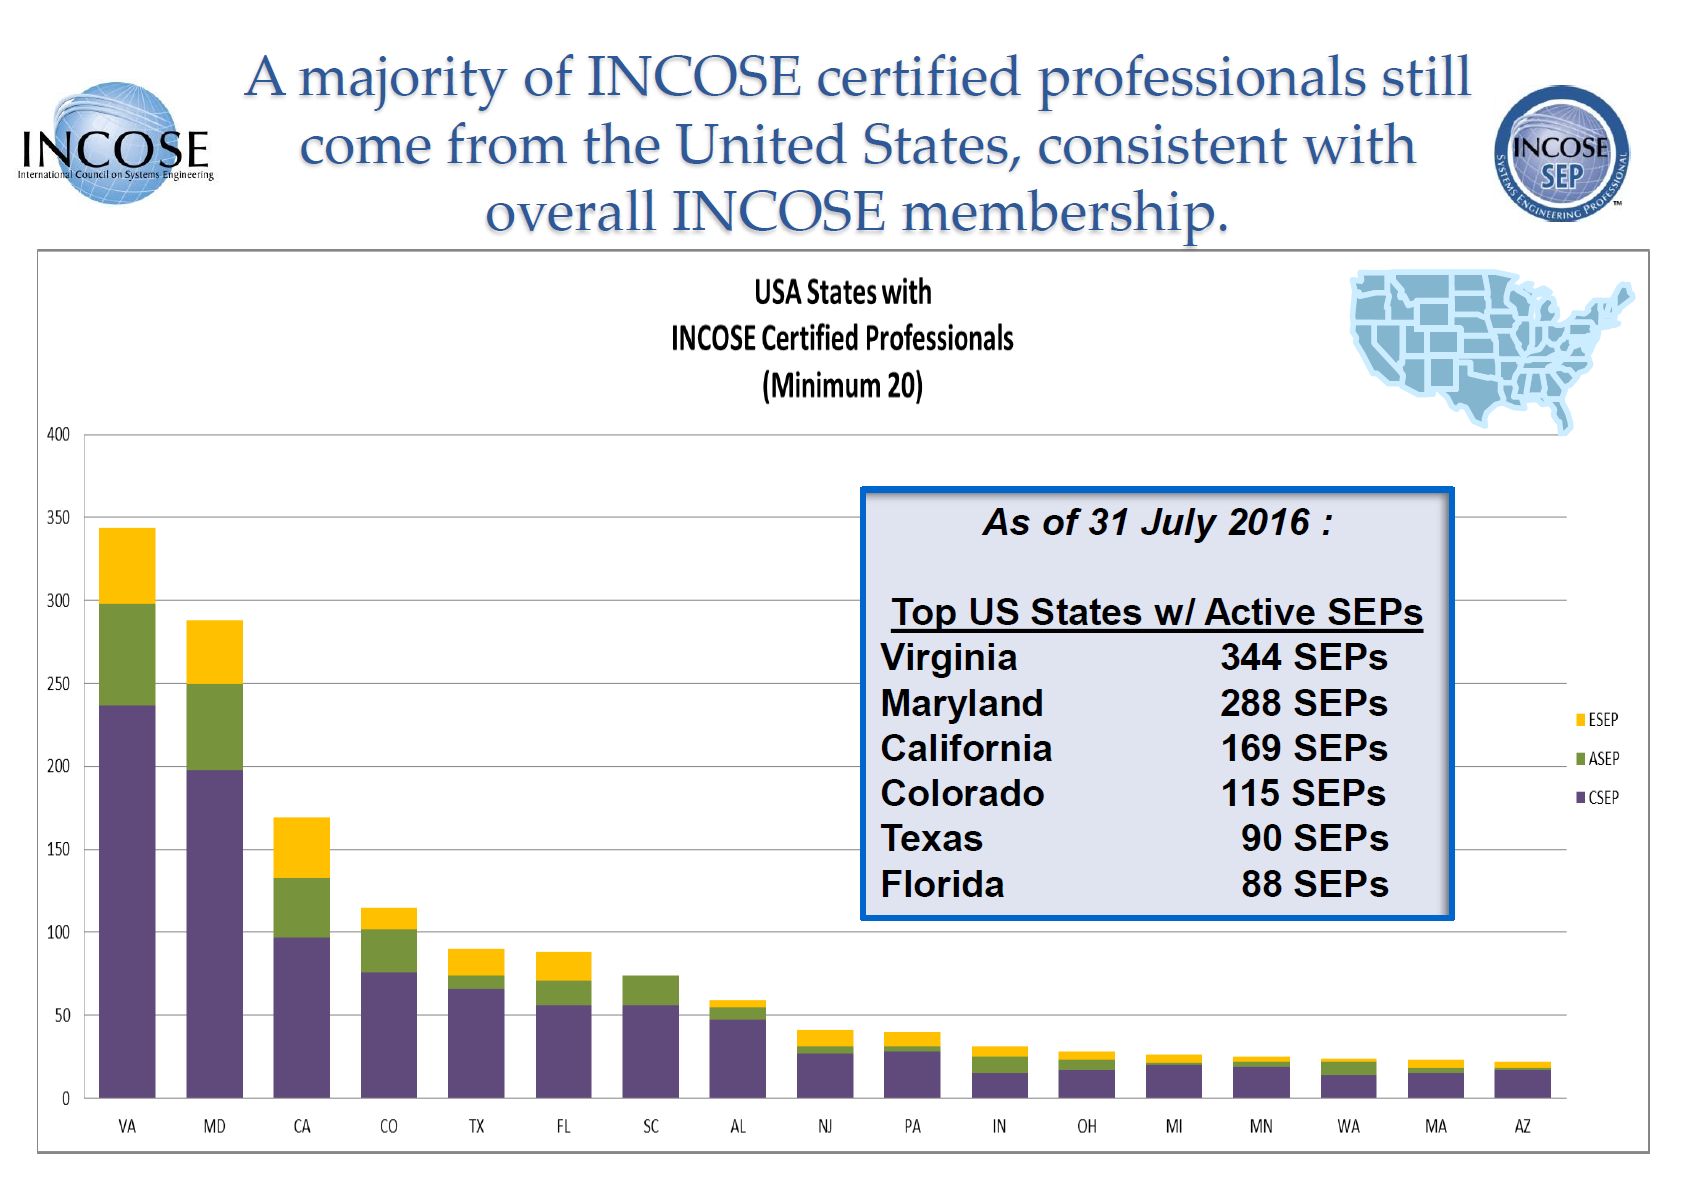 A majority of INCOSE certified professionals still
come from the United States, consistent with
overall INCOSE membership.
INCOSE
International Council on Systems Engineering
INCOSE
SEP
SYSTEMS ENGINEERING PROFESSIONAL
™
USA States with
INCOSE Certified Professionals
(Minimum 20)
400
350
300
250
200
150
100
50
0
As of 31 July 2016 :
Top US States w/ Active SEPs
Virginia 344 SEPs
Maryland 288 SEPs
California 169 SEPs
Colorado 115 SEPs
Texas 90 SEPs
Florida 88 SEPs
ESEP
ASEP
CSEP
VA MD CA CO TX FL SC AL NJ PA IN OH MI MN WA MA AZ